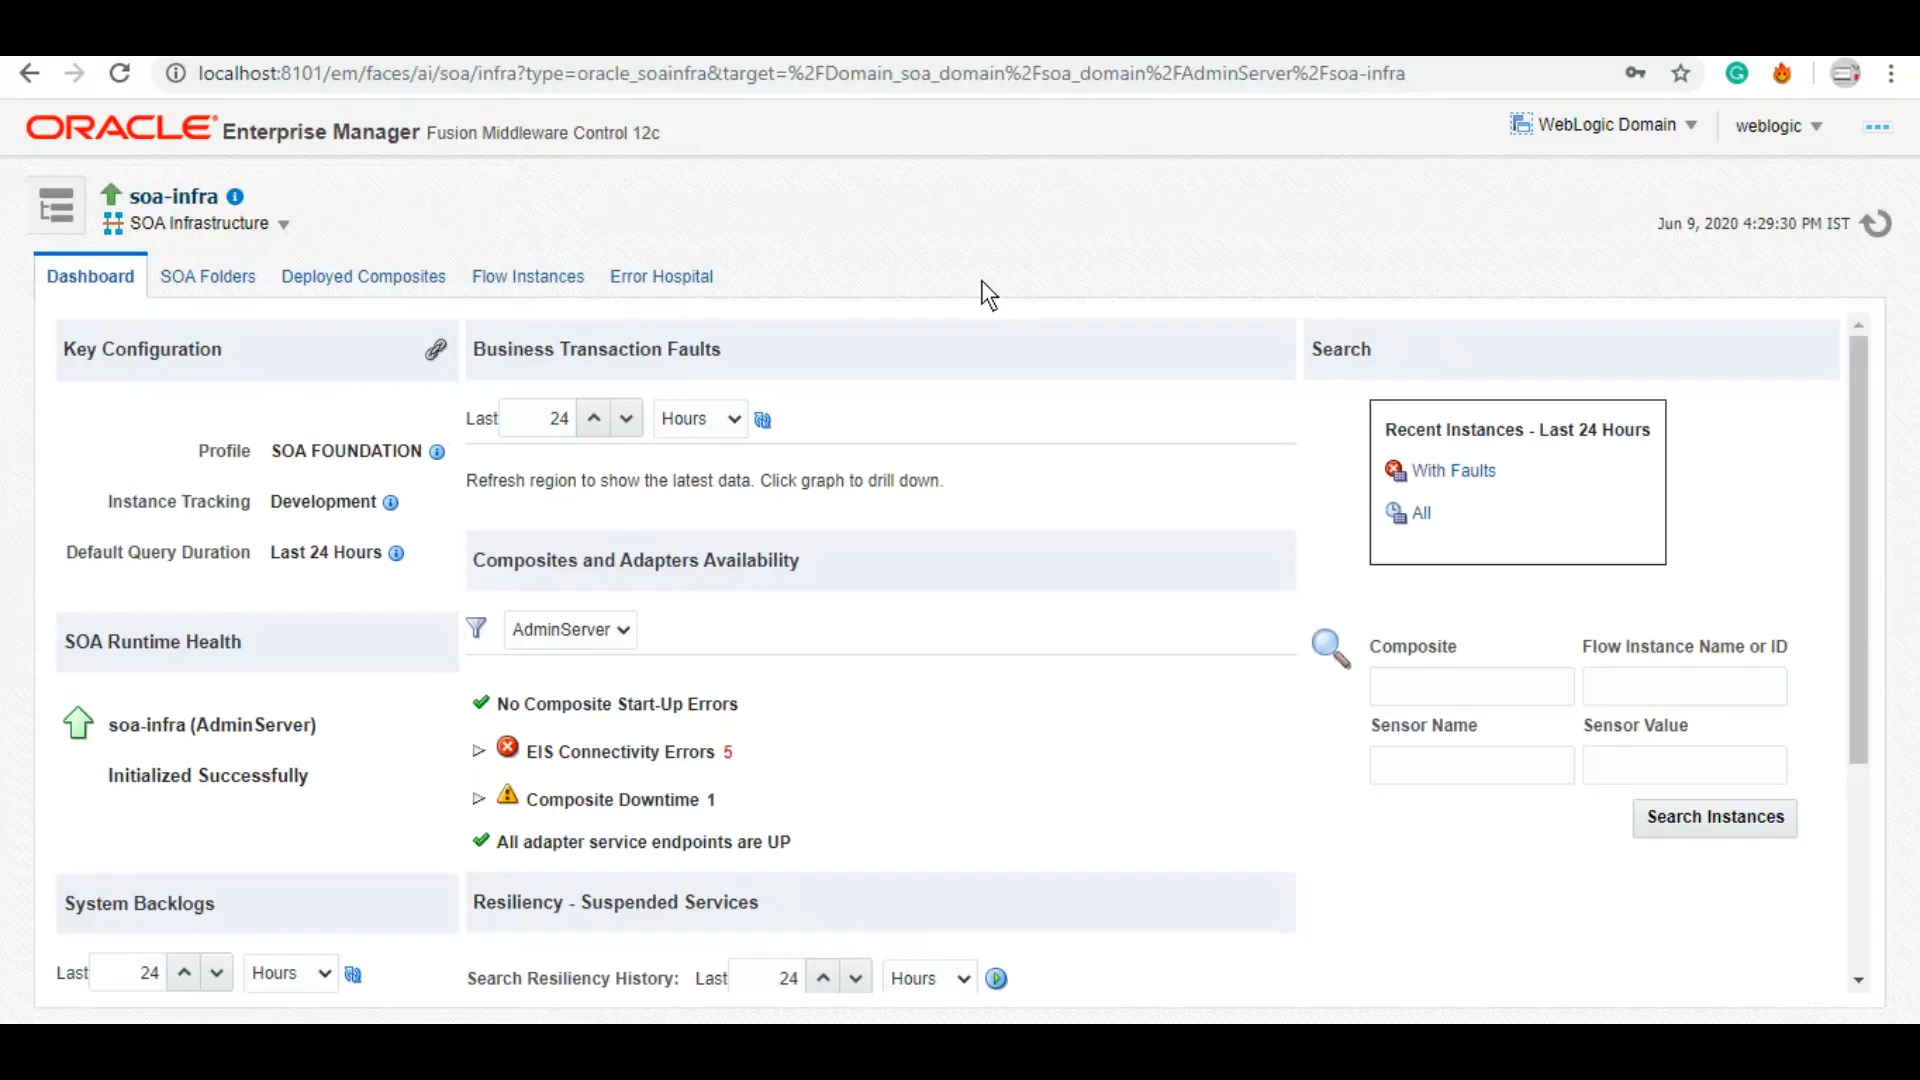 localhost:8101/em/faces/ai/soa/infra?type=oracle_soainfra&target=%2FDomain_soa_domain%2Fsoa_domain%2FAdminServer%2Fsoa-infra
ORACLE Enterprise Manager Fusion Middleware Control 12c
WebLogic Domain
weblogic
soa-infra
SOA Infrastructure
Jun 9, 2020 4:29:30 PM IST
Dashboard SOA Folders Deployed Composites Flow Instances Error Hospital
Key Configuration
Profile SOA FOUNDATION
Instance Tracking Development
Default Query Duration Last 24 Hours
SOA Runtime Health
soa-infra (AdminServer)
Initialized Successfully
System Backlogs
Last 24 Hours
Business Transaction Faults
Last 24 Hours
Refresh region to show the latest data. Click graph to drill down.
Composites and Adapters Availability
AdminServer
No Composite Start-Up Errors
EIS Connectivity Errors 5
Composite Downtime 1
All adapter service endpoints are UP
Resiliency - Suspended Services
Search Resiliency History: Last 24 Hours
Search
Recent Instances - Last 24 Hours
With Faults
All
Composite Flow Instance Name or ID
Sensor Name Sensor Value
Search Instances